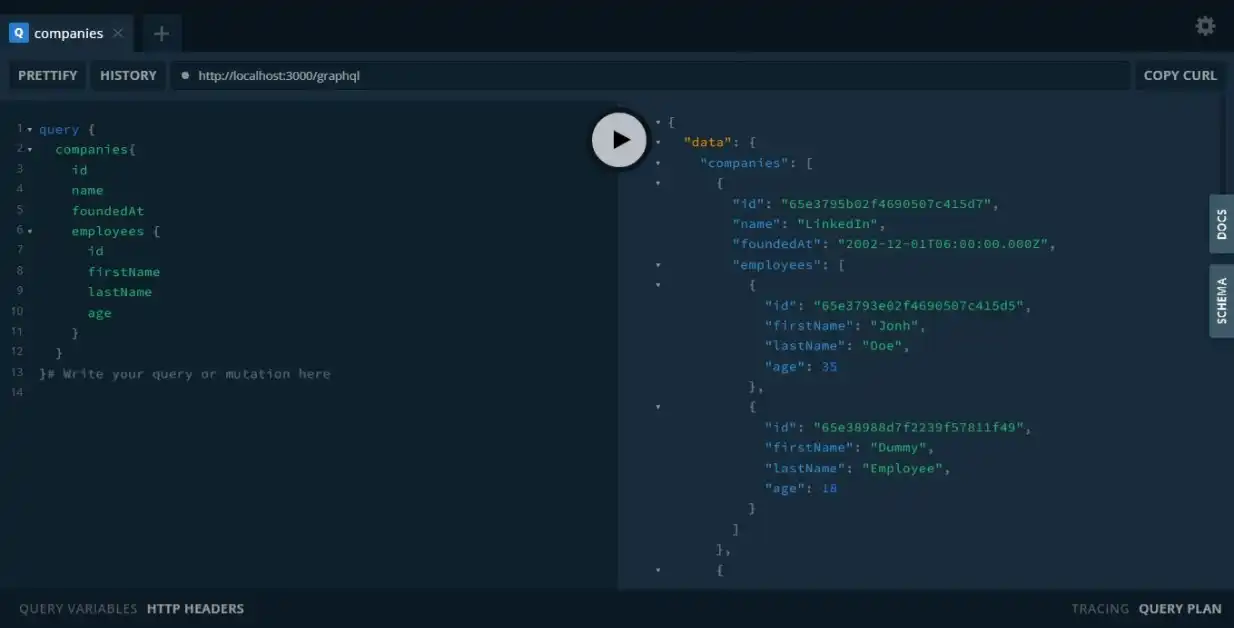 Q companies
PRETTIFY HISTORY http://localhost:3000/graphql COPY CURL
1 query {
2 companies{
3 id
4 name
5 foundedAt
6 employees {
7 id
8 firstName
9 lastName
10 age
11 }
12 }
13 }# Write your query or mutation here
14
{
"data": {
"companies": [
{
"id": "65e3795b02f4690507c415d7",
"name": "LinkedIn",
"foundedAt": "2002-12-01T06:00:00.000Z",
"employees": [
{
"id": "65e3793e02f4690507c415d5",
"firstName": "Jonh",
"lastName": "Doe",
"age": 35
},
{
"id": "65e38988d7f2239f57811f49",
"firstName": "Dummy",
"lastName": "Employee",
"age": 18
}
]
},
{
DOCS
SCHEMA
QUERY VARIABLES HTTP HEADERS
TRACING QUERY PLAN